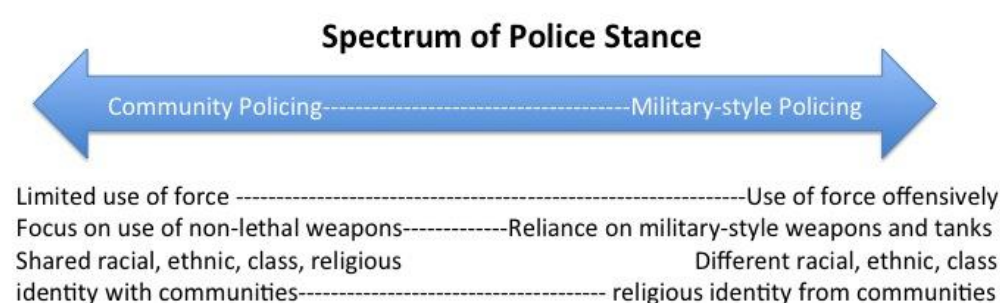 Spectrum of Police Stance
Community Policing--------------------------------------Military-style Policing
Limited use of force ---------------------------------------------------------------Use of force offensively
Focus on use of non-lethal weapons-------------Reliance on military-style weapons and tanks
Shared racial, ethnic, class, religious Different racial, ethnic, class
identity with communities-------------------------------------- religious identity from communities